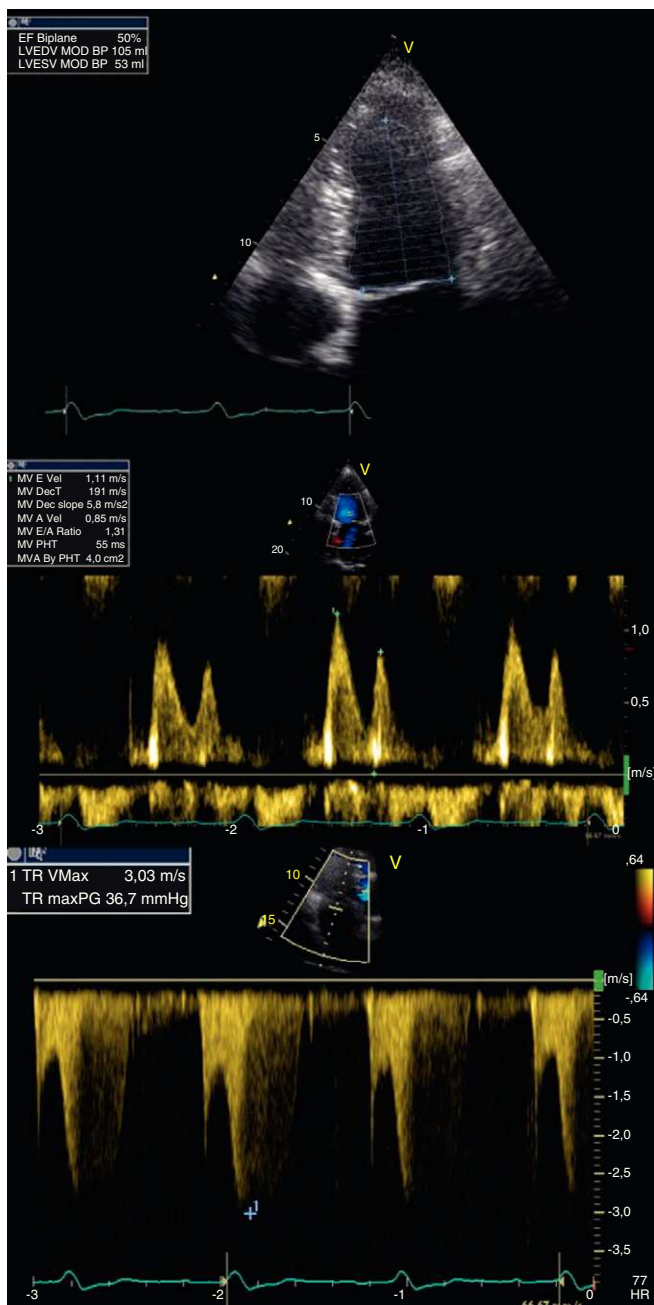 EF Biplane 50%
LVEDV MOD BP 105 ml
LVESV MOD BP 53 ml
V
5
10
1 MV E Vel 1,11 m/s
MV DecT 191 m/s
MV Dec slope 5,8 m/s2
MV A Vel 0,85 m/s
MV E/A Ratio 1,31
MV PHT 55 ms
MVA By PHT 4,0 cm2
V
10
20
1
1,0
0,5
[m/s]
-3 -2 -1 0
1 TR VMax 3,03 m/s
TR maxPG 36,7 mmHg
V
10
15
,64
-,64
[m/s]
-0,5
-1,0
-1,5
-2,0
-2,5
1
-3,0
-3,5
-3 -2 -1 0
77
HR